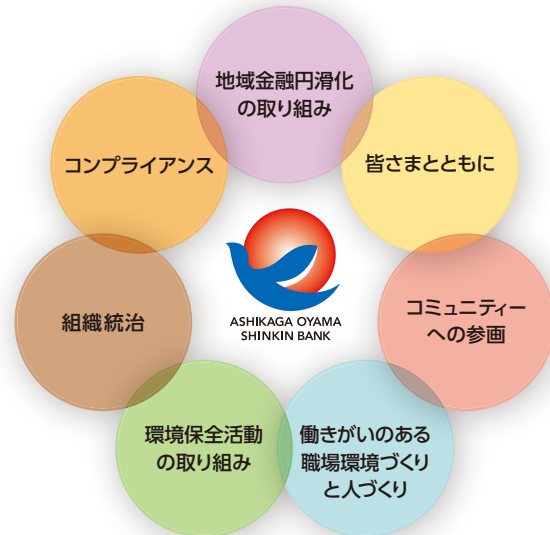 地域金融円滑化
の取り組み
コンプライアンス
皆さまとともに
組織統治
ASHIKAGA OYAMA
SHINKIN BANK
コミュニティー
への参画
環境保全活動
の取り組み
働きがいのある
職場環境づくり
と人づくり